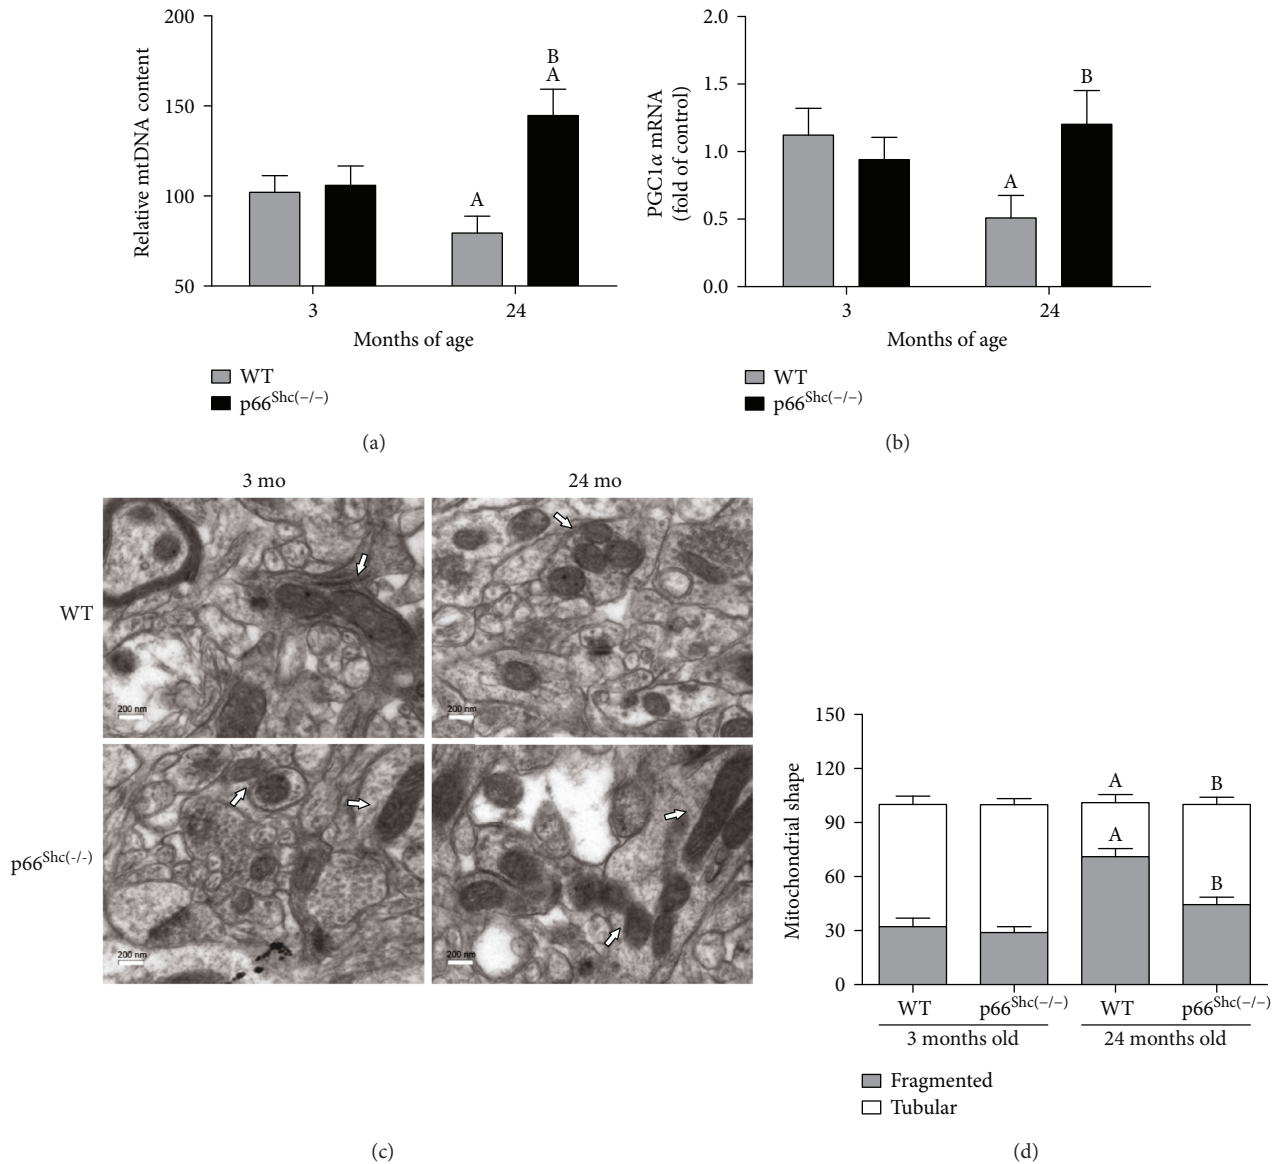 200
150
100
50
Relative mtDNA content
A
B
A
3
24
Months of age
WT
p66Shc(−/−)
(a)
2.0
1.5
1.0
0.5
0.0
PGC1α mRNA
(fold of control)
A
B
3
24
Months of age
WT
p66Shc(−/−)
(b)
3 mo
24 mo
WT
200 nm
200 nm
p66Shc(-/-)
200 nm
200 nm
(c)
150
120
90
60
30
0
Mitochondrial shape
A
B
A
B
WT
p66Shc(−/−)
WT
p66Shc(−/−)
3 months old
24 months old
Fragmented
Tubular
(d)